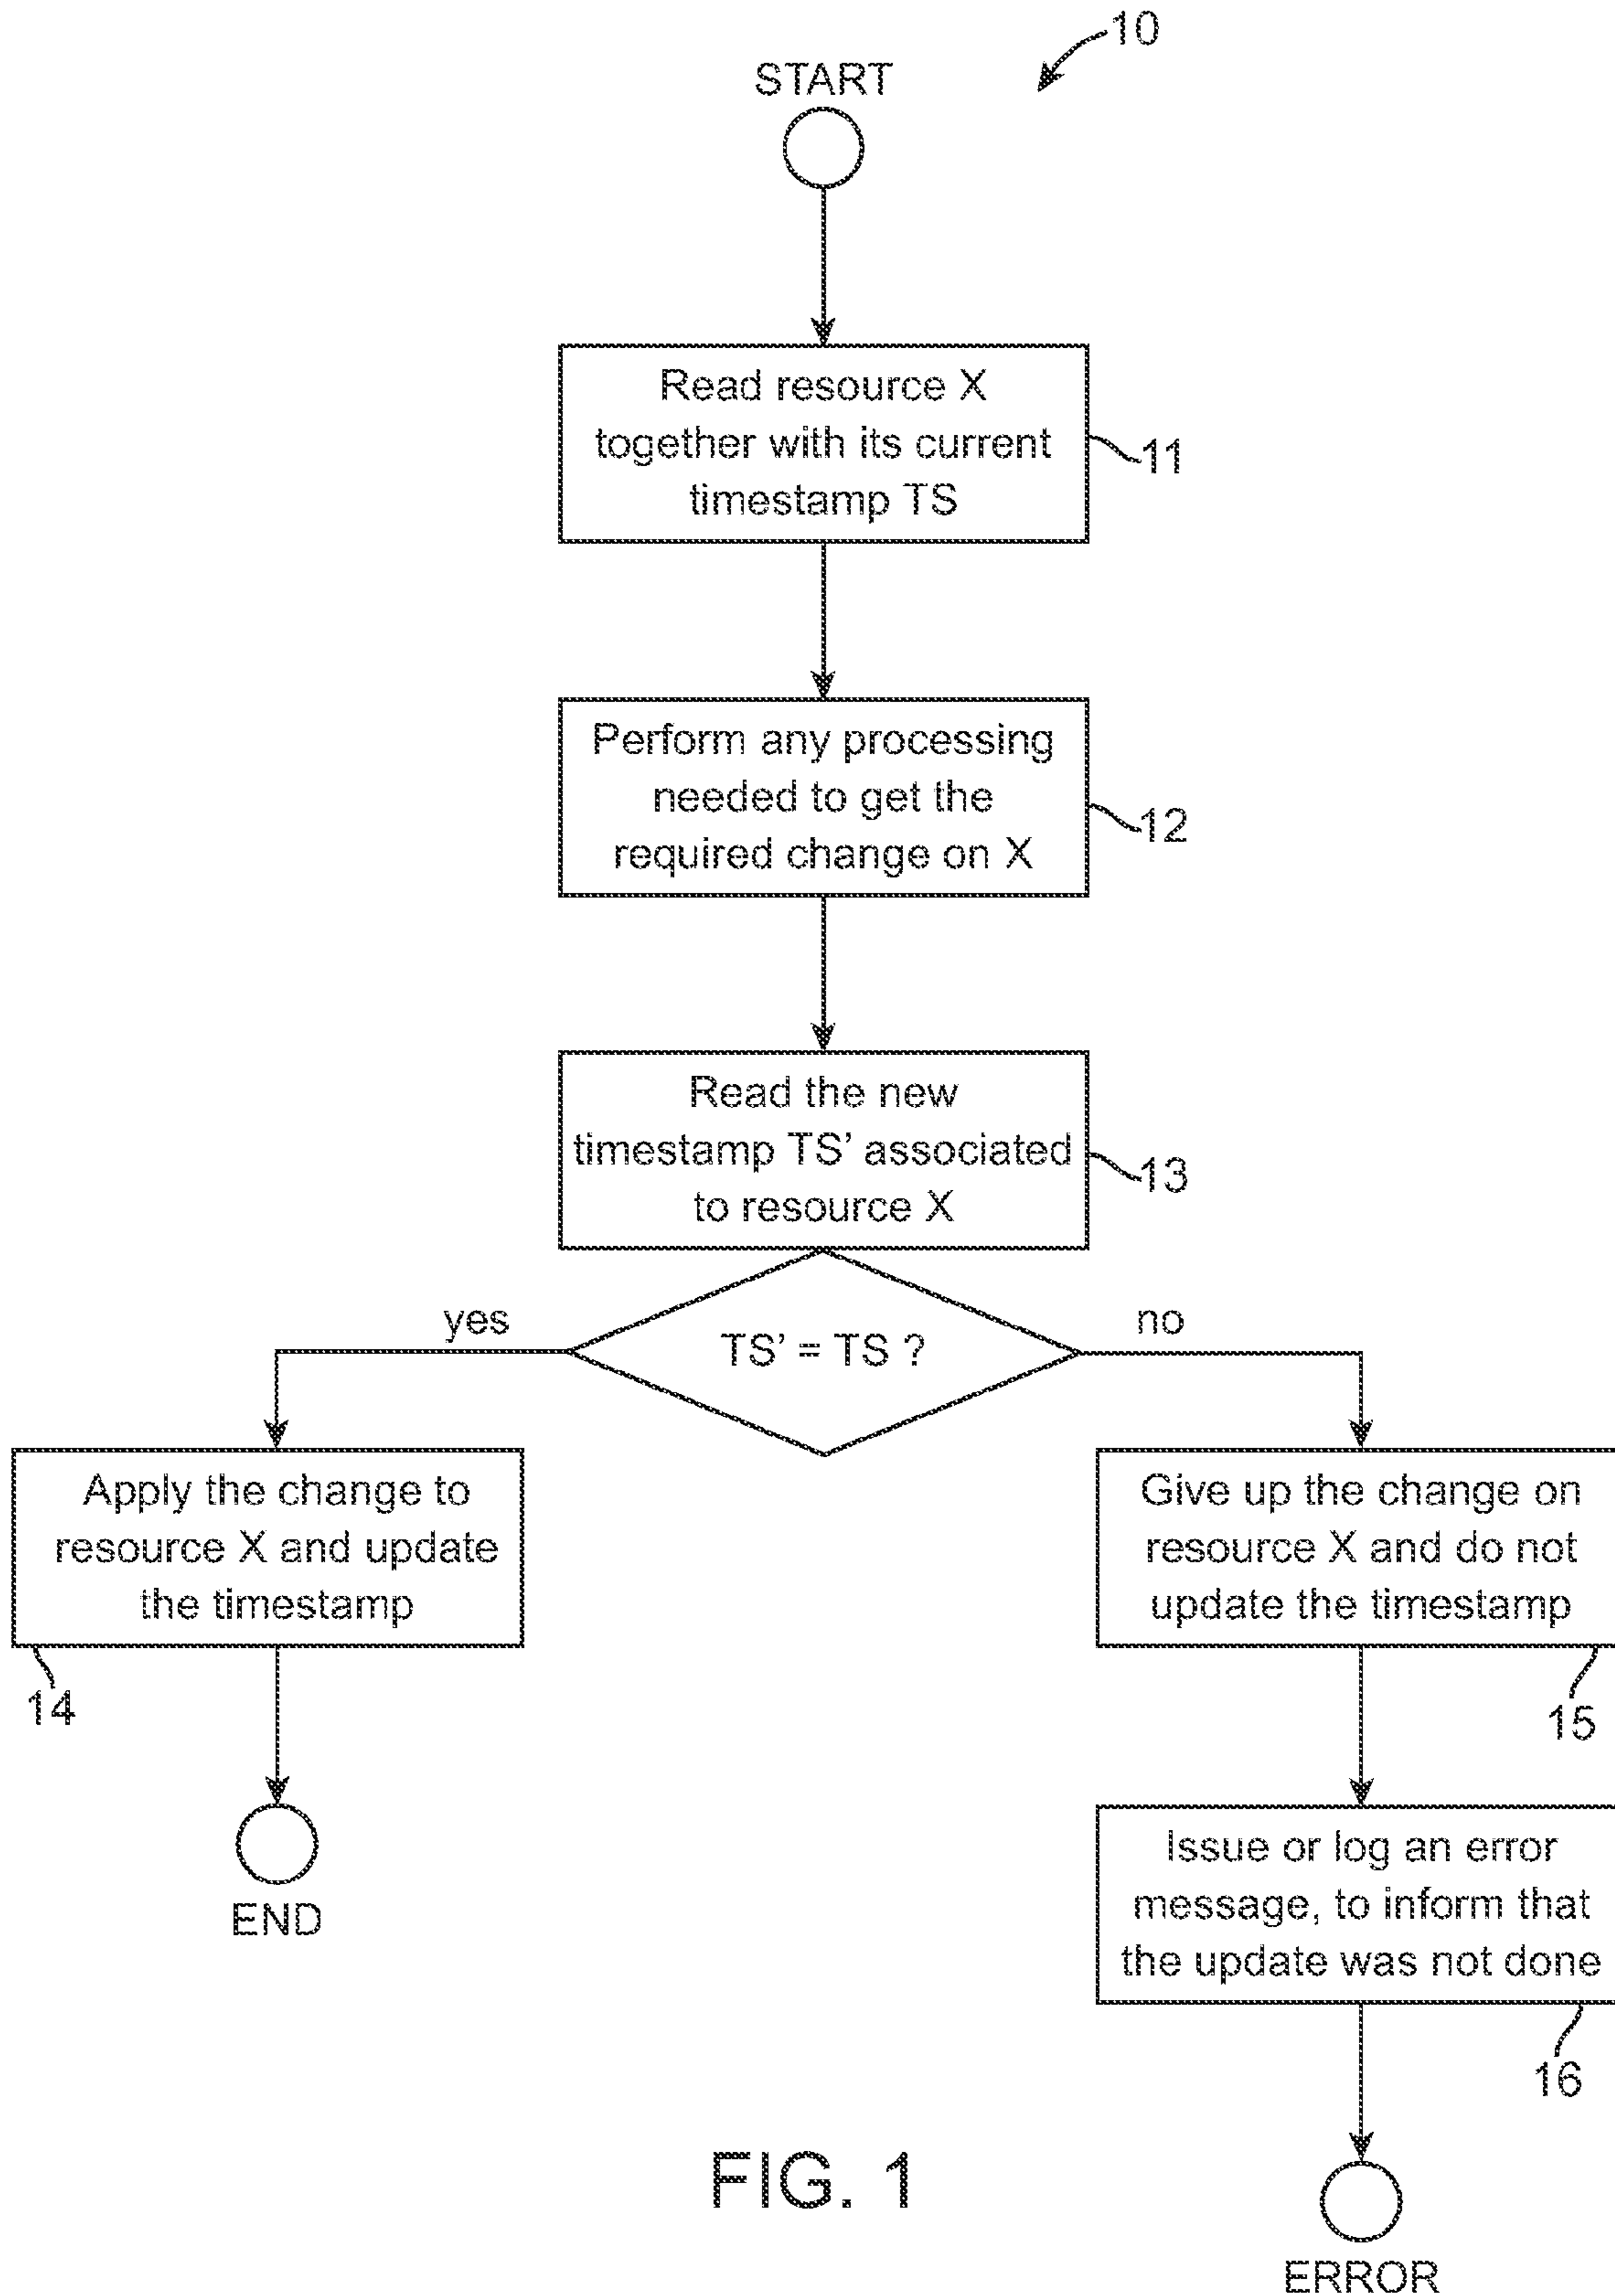 10
START
Read resource X
together with its current
timestamp TS
11
Perform any processing
needed to get the
required change on X
12
Read the new
timestamp TS’ associated
to resource X
13
yes
TS’ = TS ?
no
Apply the change to
resource X and update
the timestamp
14
Give up the change on
resource X and do not
update the timestamp
15
END
Issue or log an error
message, to inform that
the update was not done
16
FIG. 1
ERROR